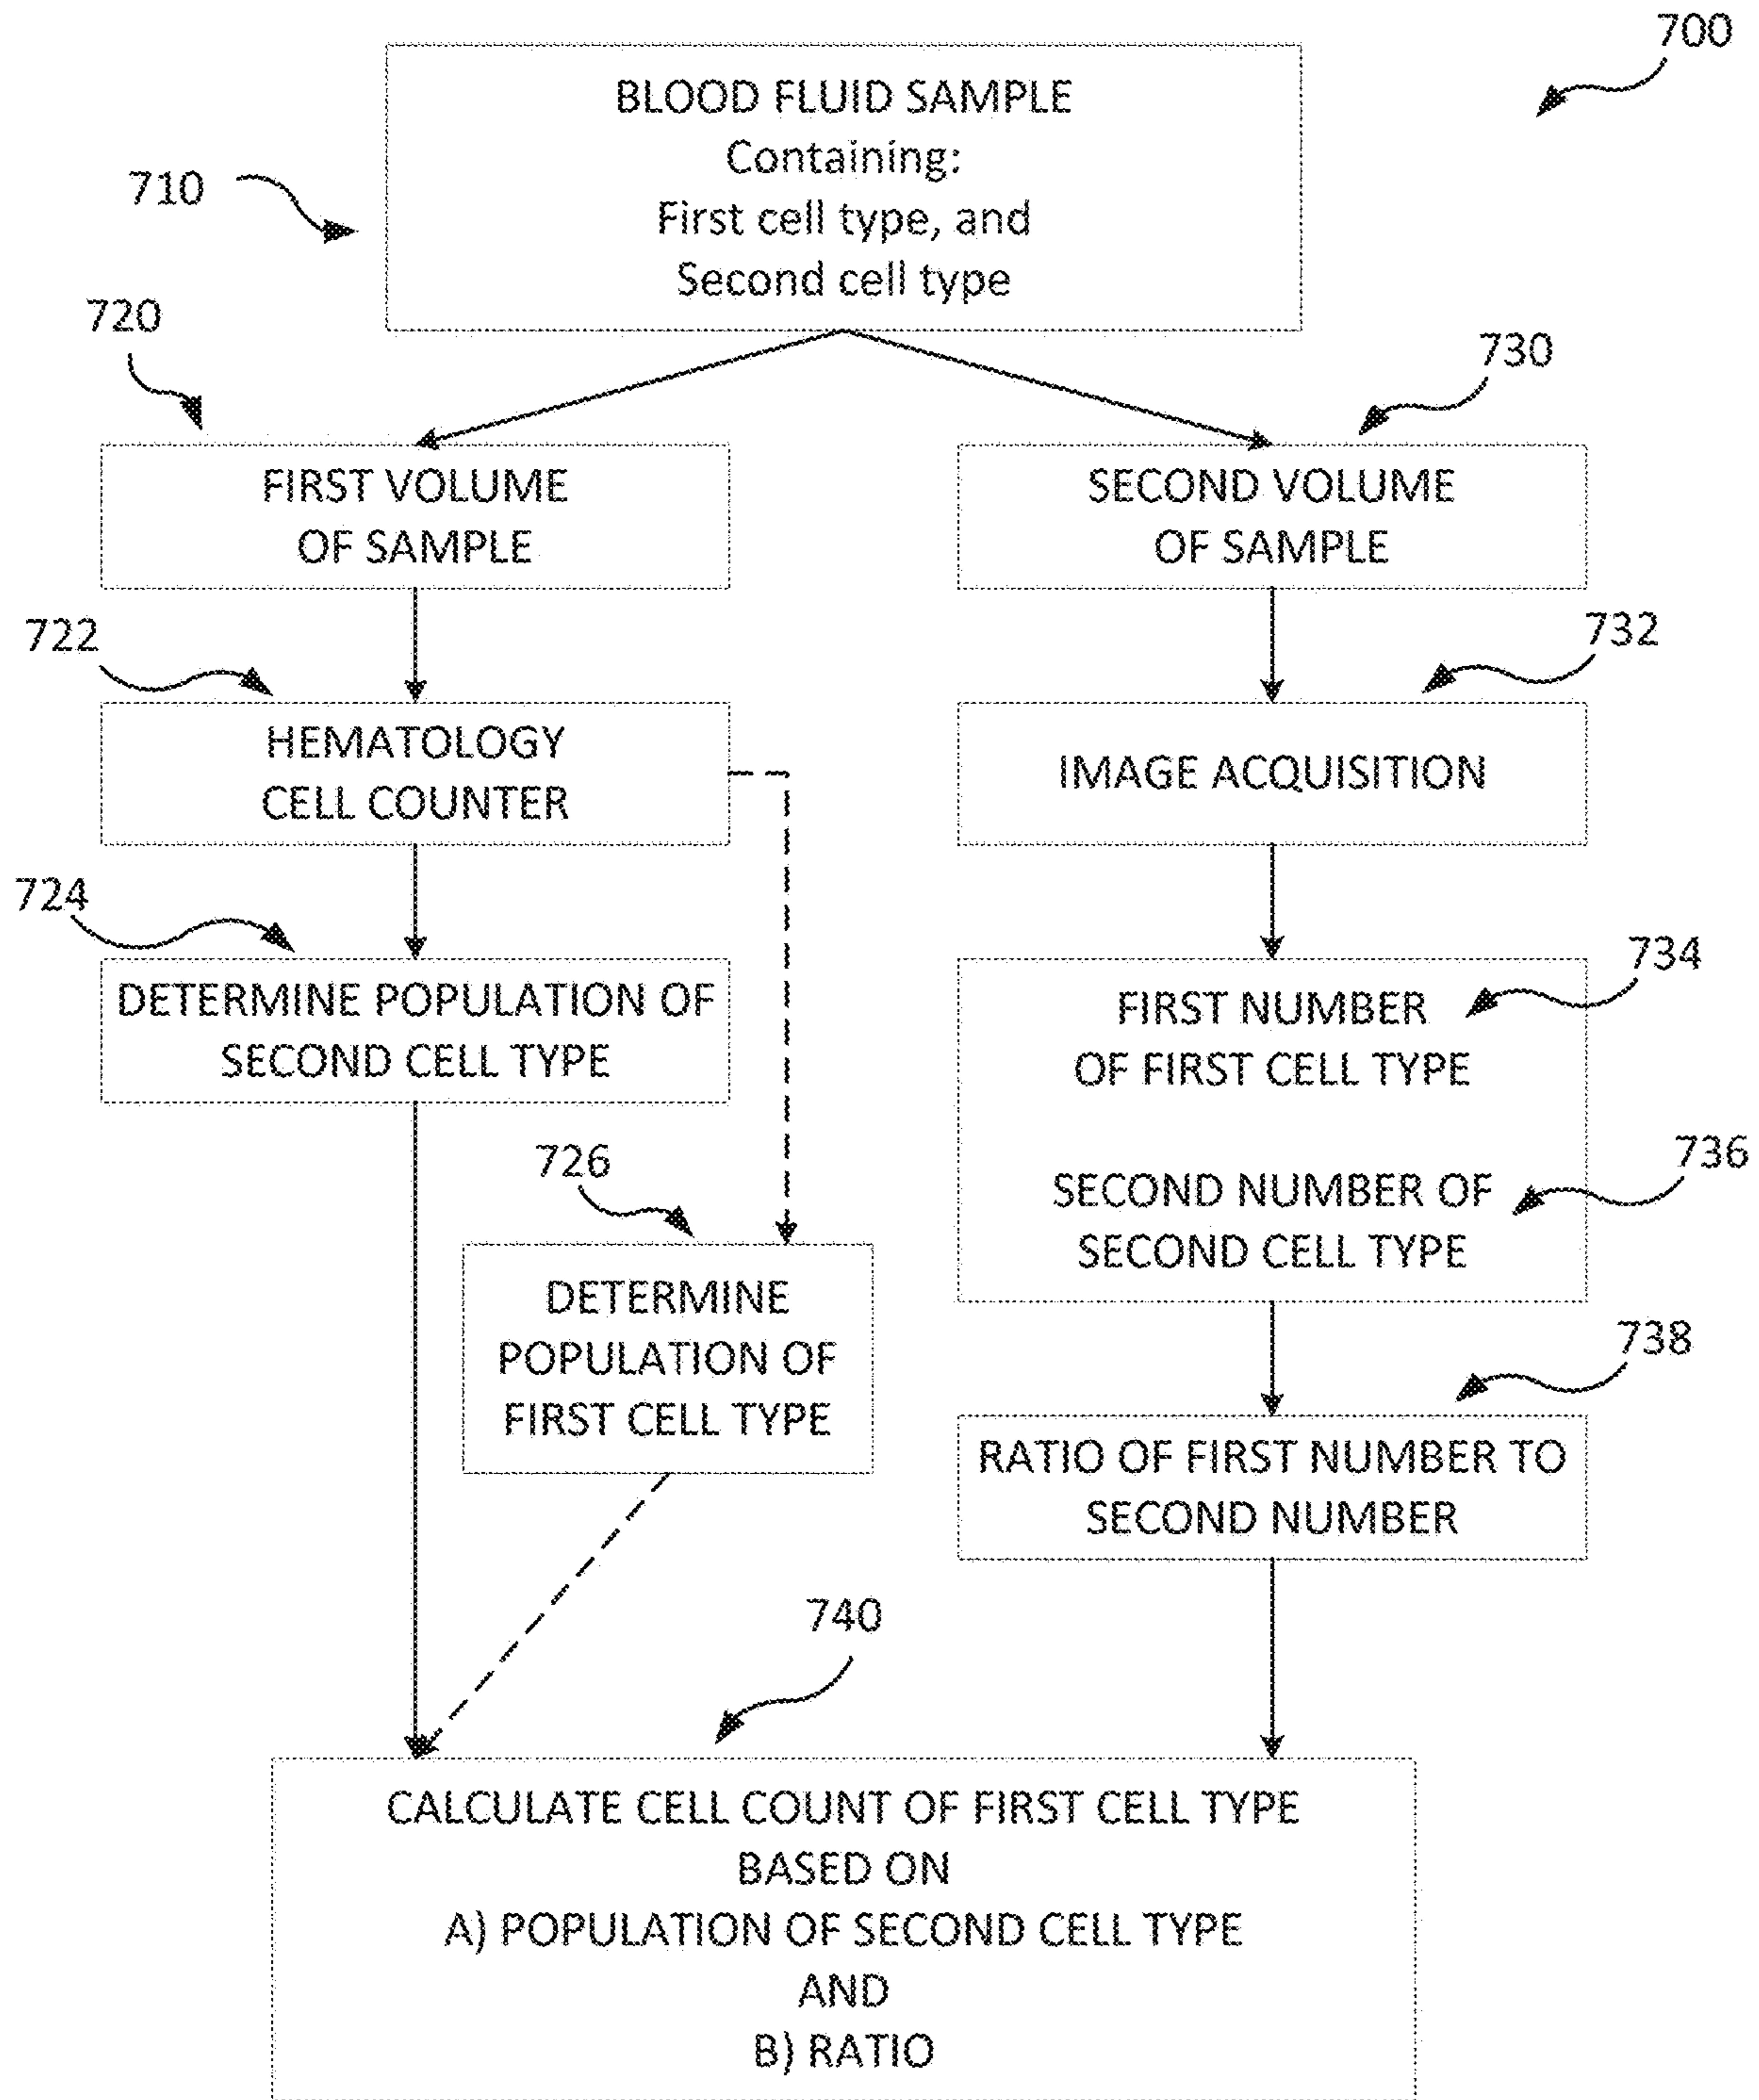 700
BLOOD FLUID SAMPLE
Containing:
First cell type, and
Second cell type
710
720
730
FIRST VOLUME
OF SAMPLE
SECOND VOLUME
OF SAMPLE
722
732
HEMATOLOGY
CELL COUNTER
IMAGE ACQUISITION
724
734
DETERMINE POPULATION OF
SECOND CELL TYPE
FIRST NUMBER
OF FIRST CELL TYPE
726
736
SECOND NUMBER OF
SECOND CELL TYPE
DETERMINE
POPULATION OF
FIRST CELL TYPE
738
RATIO OF FIRST NUMBER TO
SECOND NUMBER
740
CALCULATE CELL COUNT OF FIRST CELL TYPE
BASED ON
A) POPULATION OF SECOND CELL TYPE
AND
B) RATIO